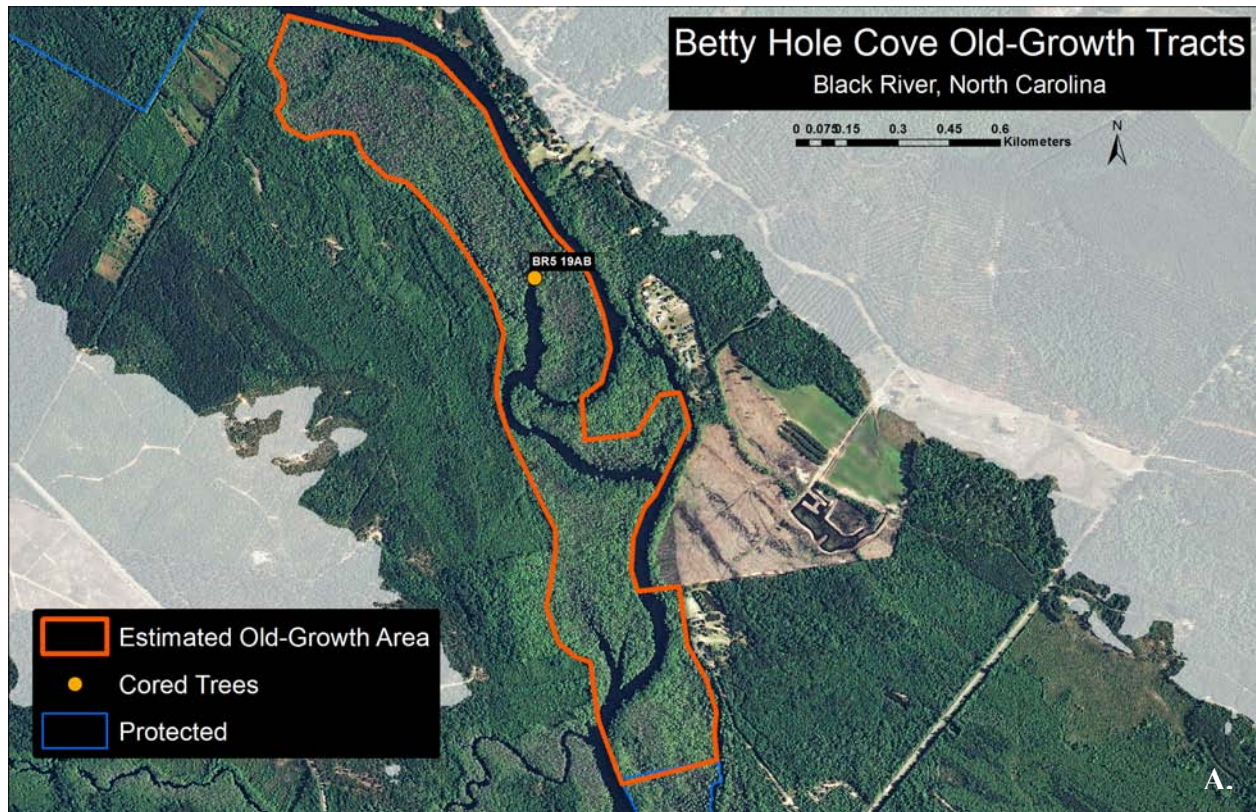 Betty Hole Cove Old-Growth Tracts
Black River, North Carolina
0 0.075 0.15 0.3 0.45 0.6
Kilometers
N
BR5 19AB
Estimated Old-Growth Area
Cored Trees
Protected
A.